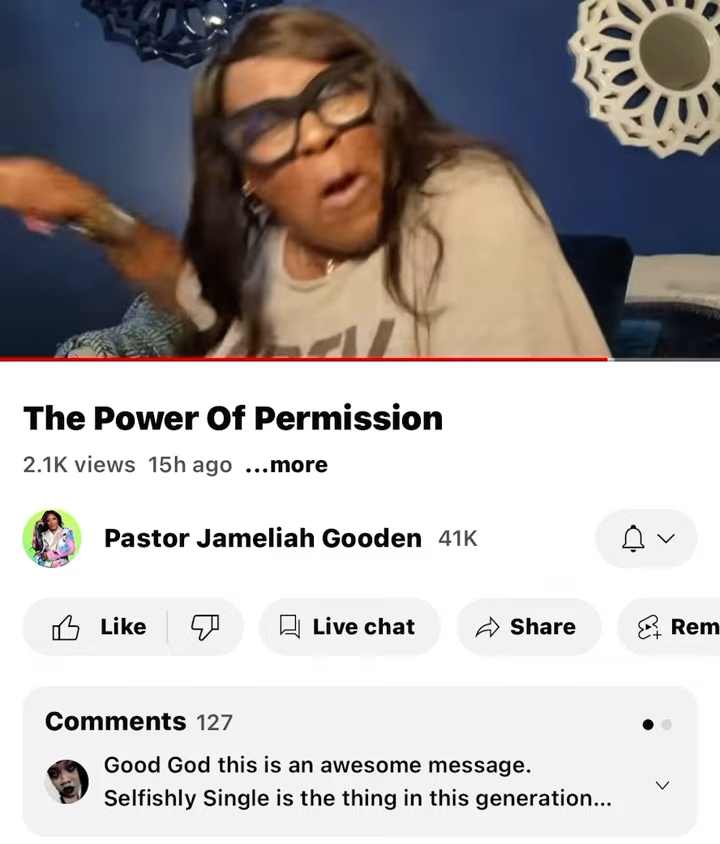 The Power Of Permission
2.1K views 15h ago ...more
Pastor Jameliah Gooden 41K
Like
Live chat
Share
Rem
Comments 127
Good God this is an awesome message.
Selfishly Single is the thing in this generation...